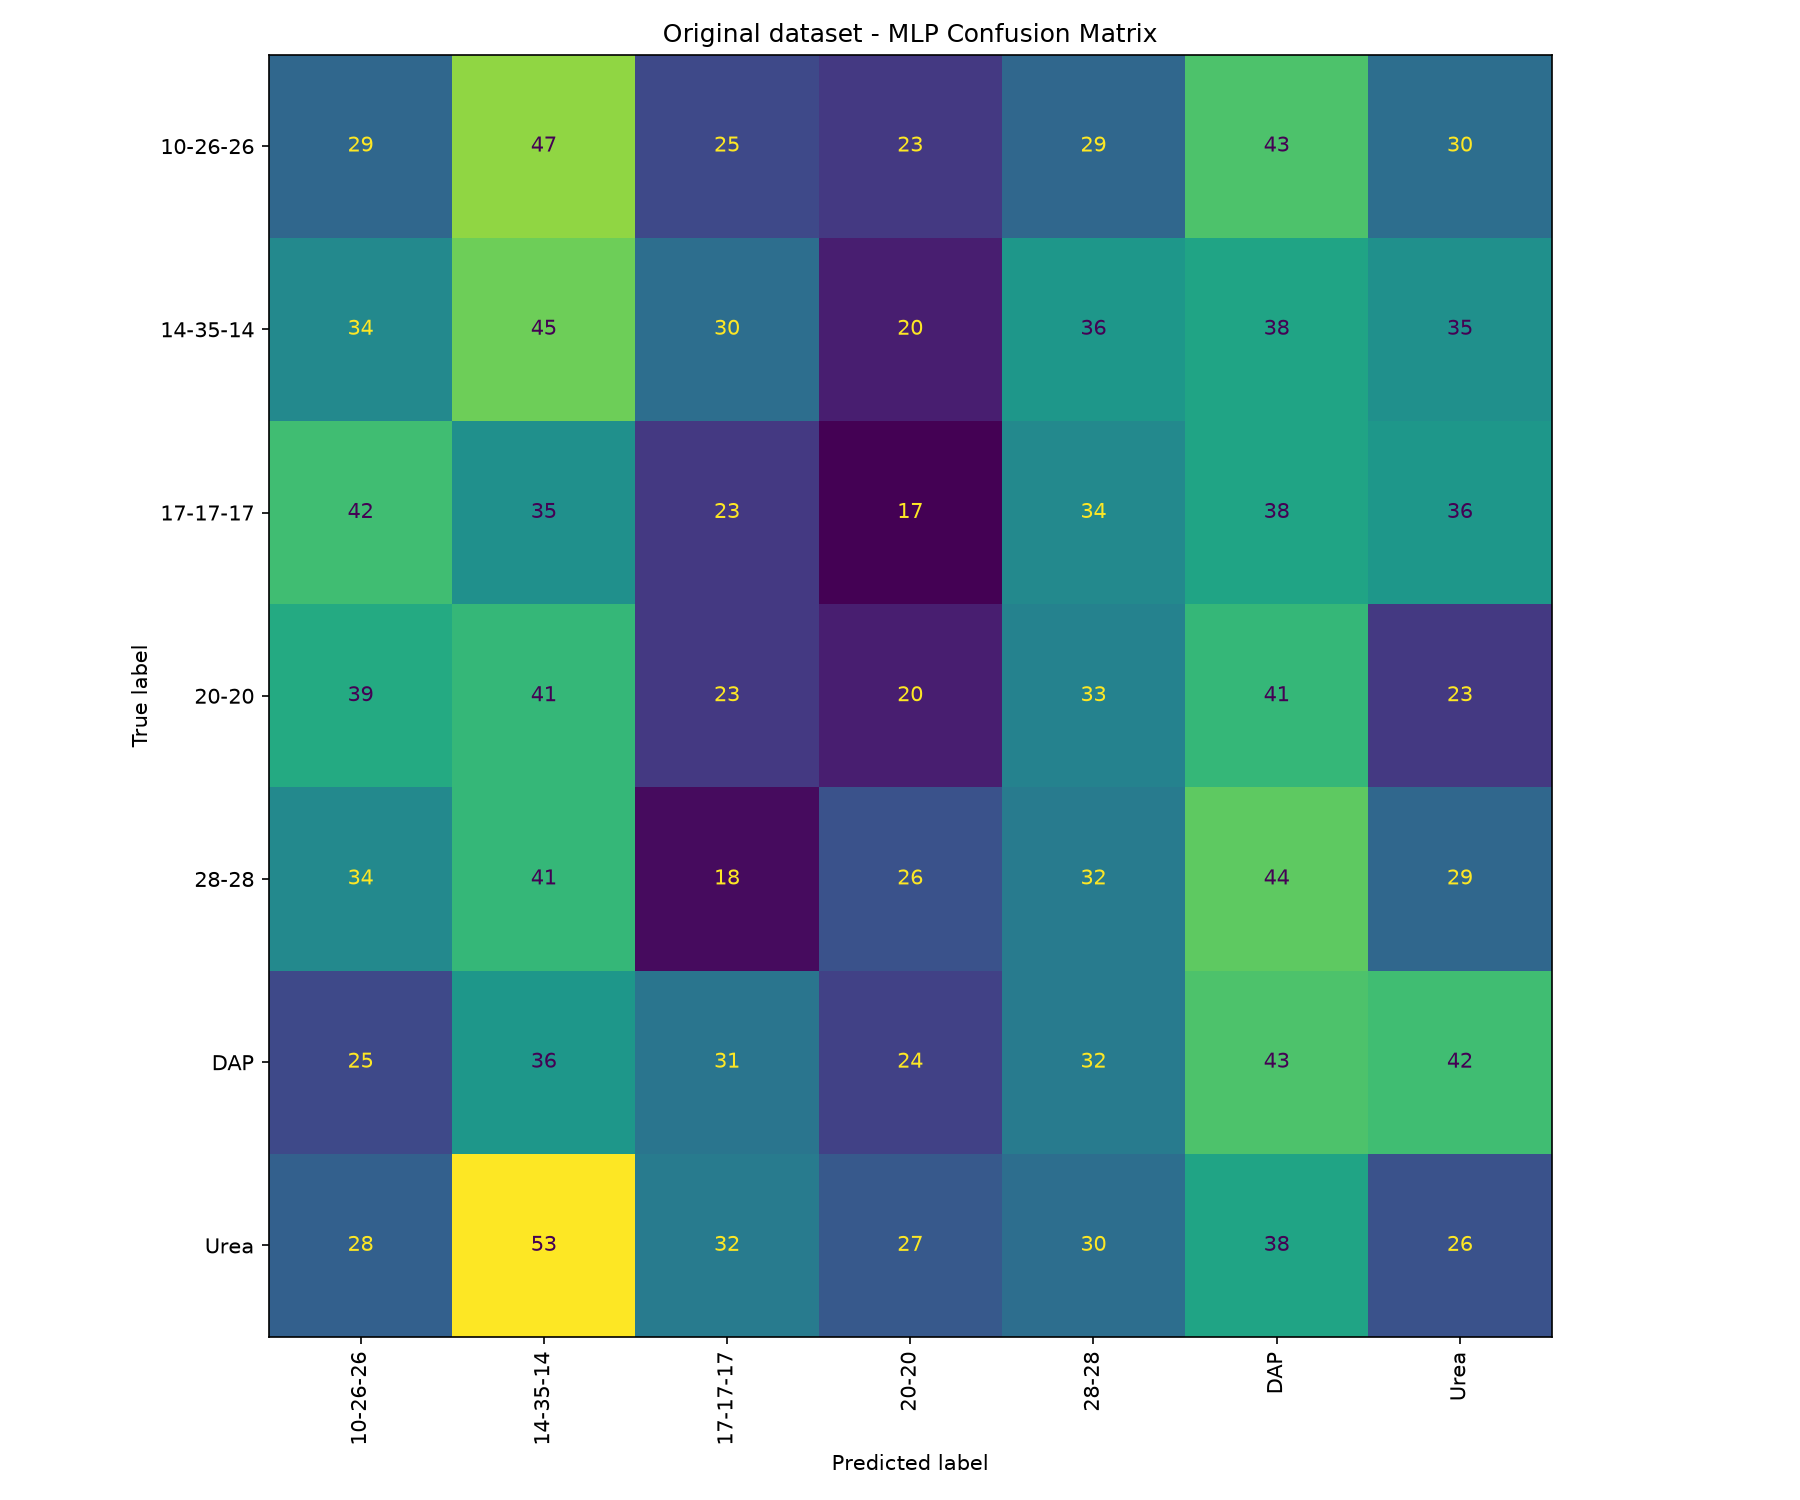 Original dataset - MLP Confusion Matrix
10-26-26 29 47 25 23 29 43 30
14-35-14 34 45 30 20 36 38 35
17-17-17 42 35 23 17 34 38 36
20-20 39 41 23 20 33 41 23
28-28 34 41 18 26 32 44 29
DAP 25 36 31 24 32 43 42
Urea 28 53 32 27 30 38 26
True label
10-26-26 14-35-14 17-17-17 20-20 28-28 DAP Urea
Predicted label